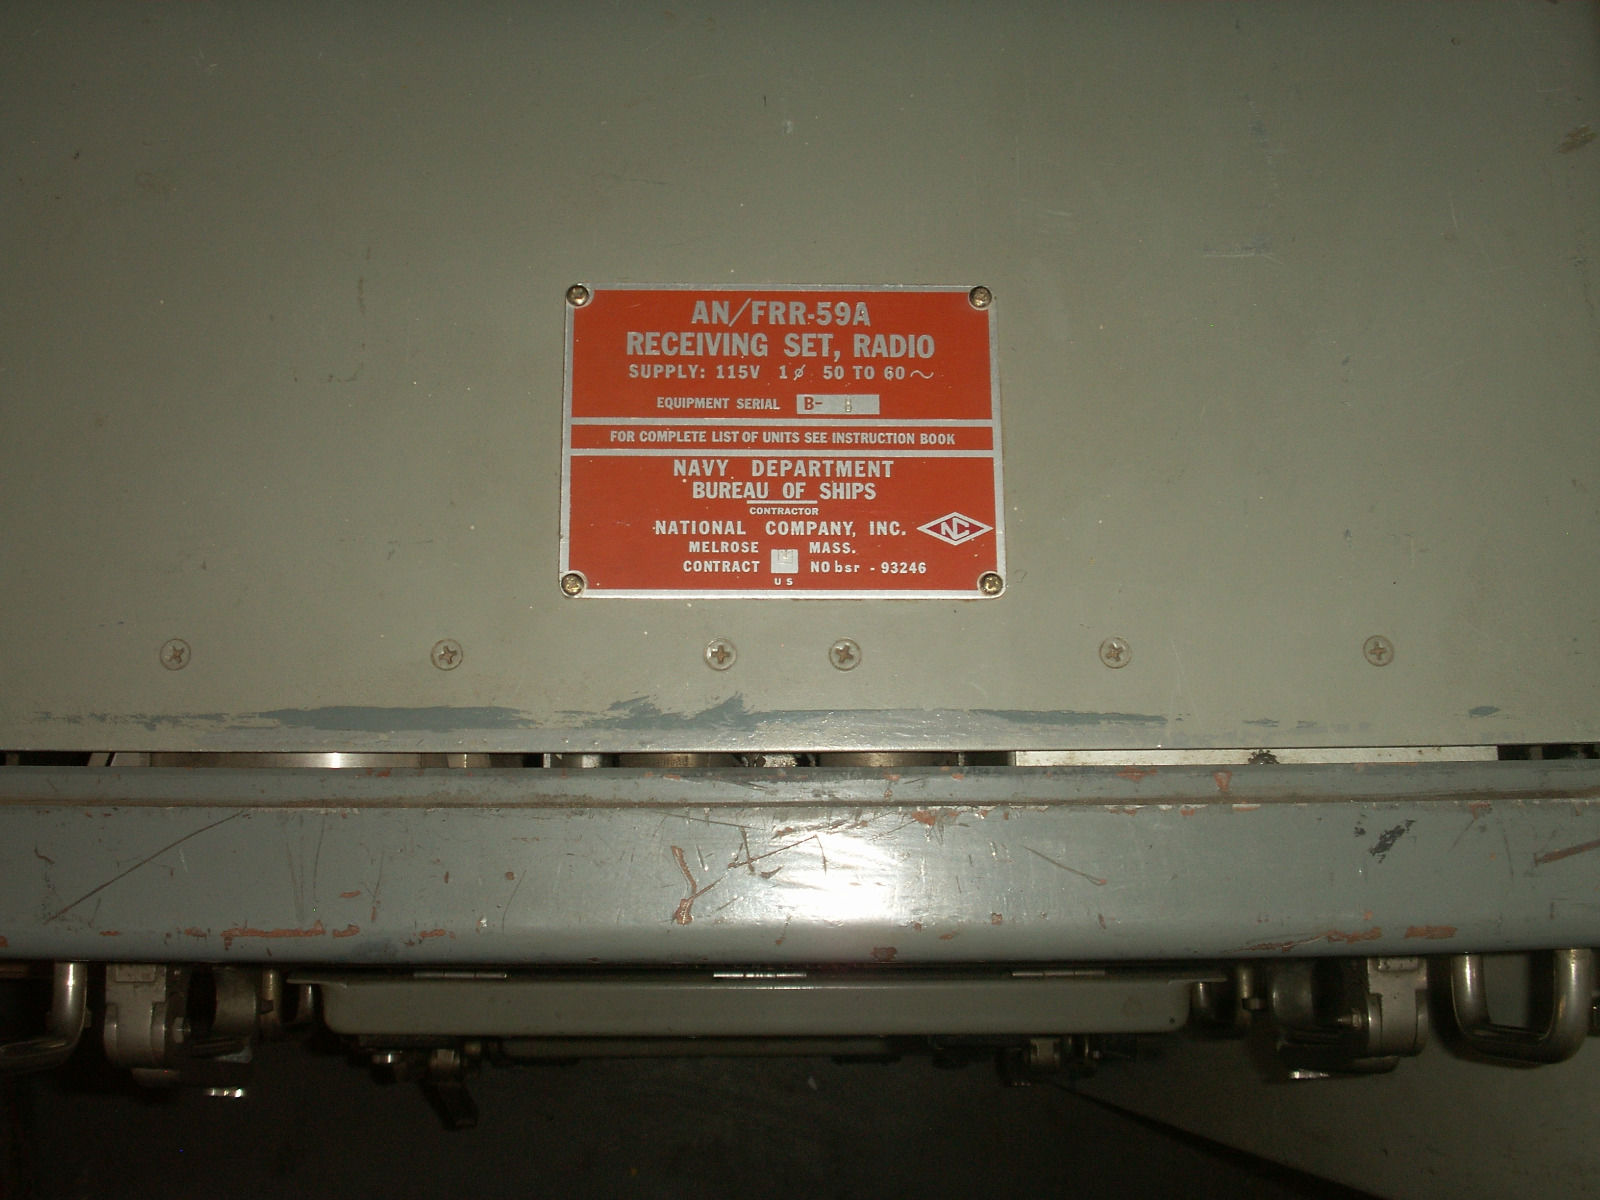 AN/FRR-59A
RECEIVING SET, RADIO
SUPPLY: 115V 1ø 50 TO 60~
EQUIPMENT SERIAL B-
FOR COMPLETE LIST OF UNITS SEE INSTRUCTION BOOK
NAVY DEPARTMENT
BUREAU OF SHIPS
CONTRACTOR
NATIONAL COMPANY, INC. NC
MELROSE MASS.
CONTRACT NObsr - 93246
US